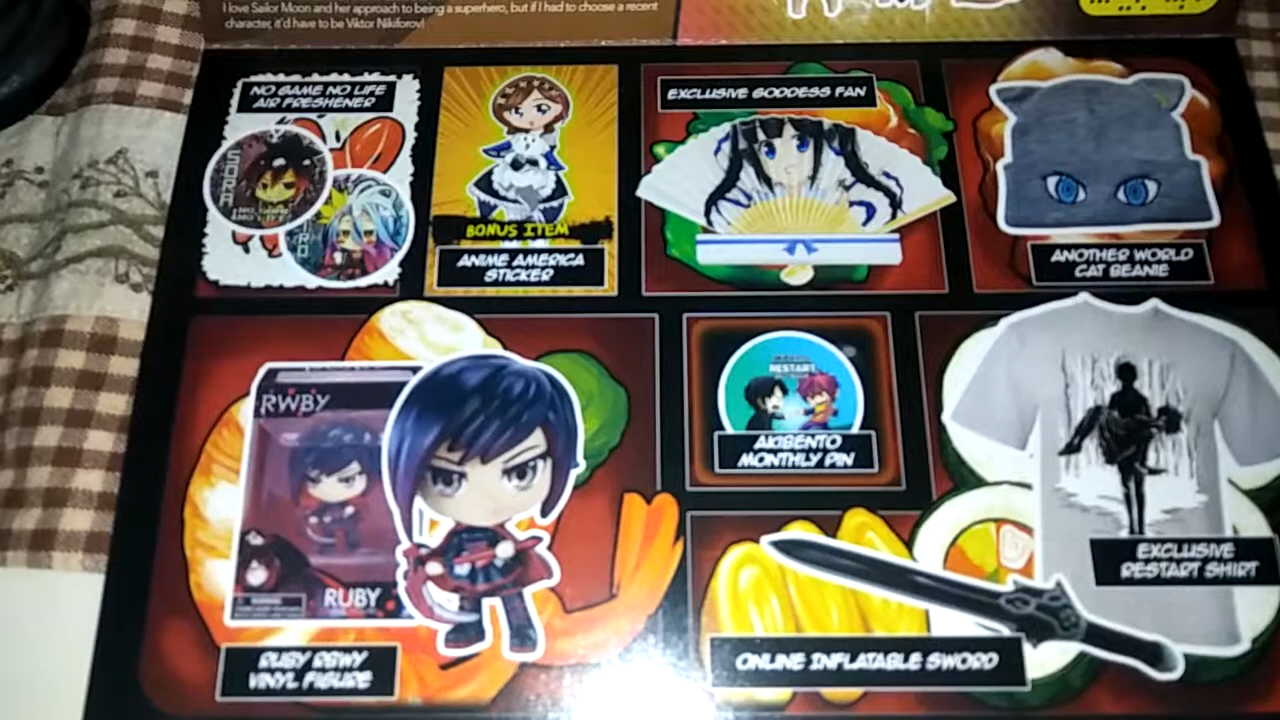 I love Sailor Moon and her approach to being a superhero, but if I had to choose a recent
character, it'd have to be Viktor Nikiforov!
NO GAME NO LIFE
AIR FRESHENER
SORA
BONUS ITEM
ANIME AMERICA
STICKER
EXCLUSIVE GODDESS FAN
ANOTHER WORLD
CAT BEANIE
RWBY
RUBY
RUBY RBWY
VINYL FIGURE
RESTART
AKIBENTO
MONTHLY PIN
EXCLUSIVE
RESTART SHIRT
ONLINE INFLATABLE SWORD